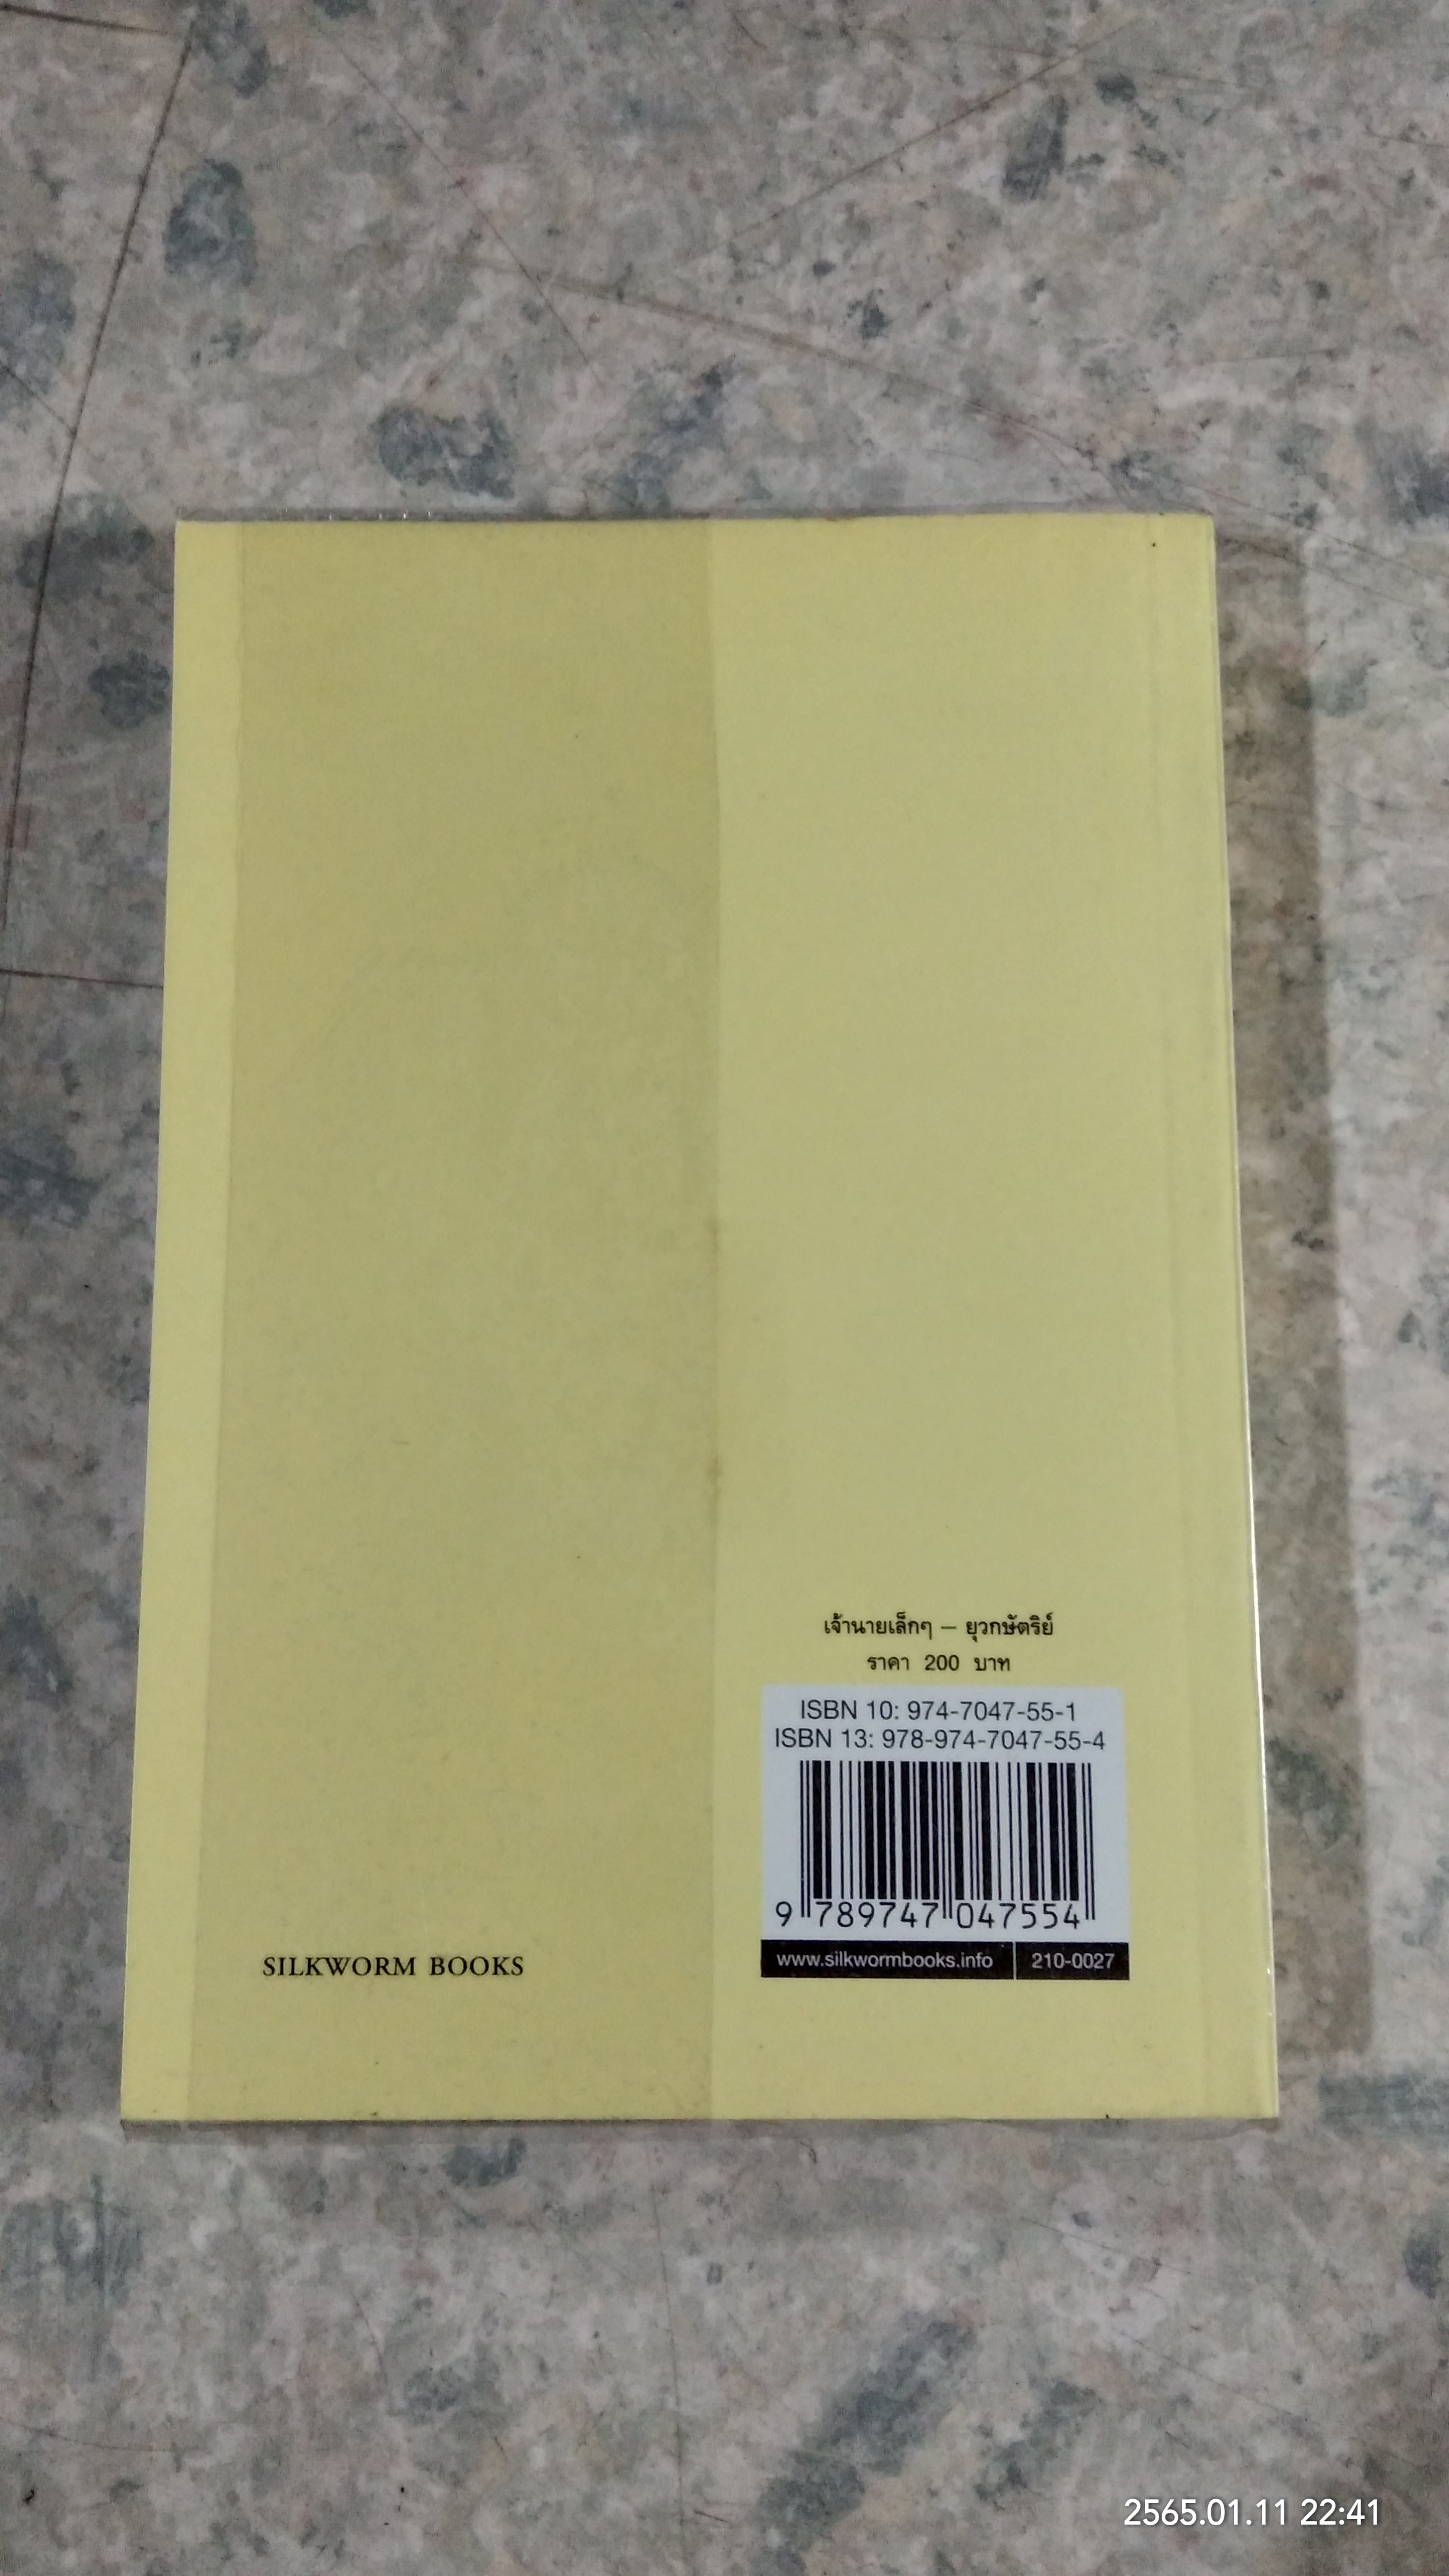 เจ้านายเล็กๆ – ยุวกษัตริย์
ราคา 200 บาท
ISBN 10: 974-7047-55-1
ISBN 13: 978-974-7047-55-4
9 789747 047554
www.silkwormbooks.info 210-0027
SILKWORM BOOKS
2565.01.11 22:41